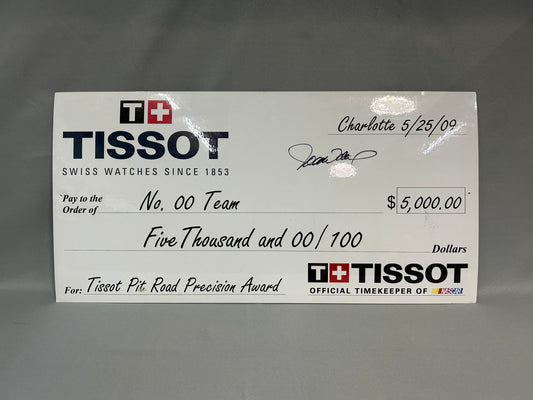 T+
TISSOT
SWISS WATCHES SINCE 1853
Charlotte 5/25/09
Pay to the
Order of No. 00 Team $ 5,000.00
Five Thousand and 00/100 Dollars
For: Tissot Pit Road Precision Award
T+ TISSOT
OFFICIAL TIMEKEEPER OF NASCAR